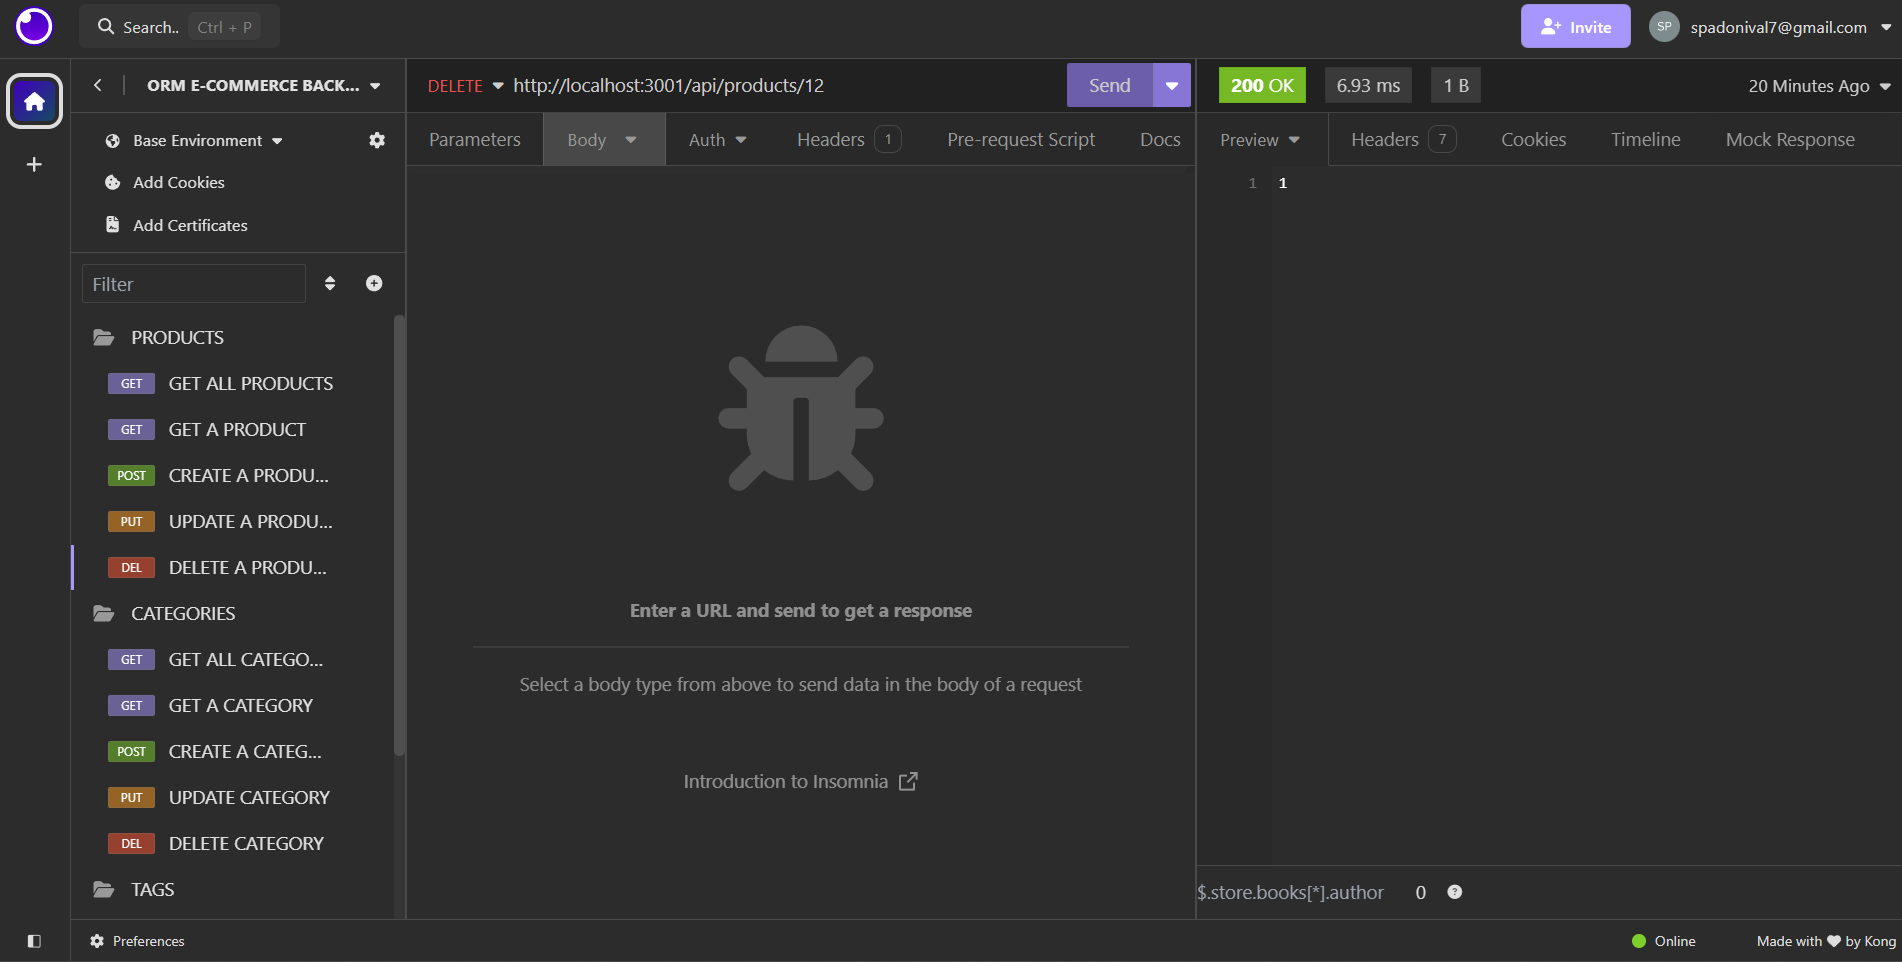 Search.. Ctrl + P
Invite
SP spadonival7@gmail.com
ORM E-COMMERCE BACK...
Base Environment
Add Cookies
Add Certificates
Filter
PRODUCTS
GET GET ALL PRODUCTS
GET GET A PRODUCT
POST CREATE A PRODU...
PUT UPDATE A PRODU...
DEL DELETE A PRODU...
CATEGORIES
GET GET ALL CATEGO...
GET GET A CATEGORY
POST CREATE A CATEG...
PUT UPDATE CATEGORY
DEL DELETE CATEGORY
TAGS
DELETE http://localhost:3001/api/products/12 Send
Parameters Body Auth Headers 1 Pre-request Script Docs
Enter a URL and send to get a response
Select a body type from above to send data in the body of a request
Introduction to Insomnia
200 OK 6.93 ms 1 B 20 Minutes Ago
Preview Headers 7 Cookies Timeline Mock Response
1 1
$.store.books[*].author 0 ?
Preferences
Online Made with by Kong